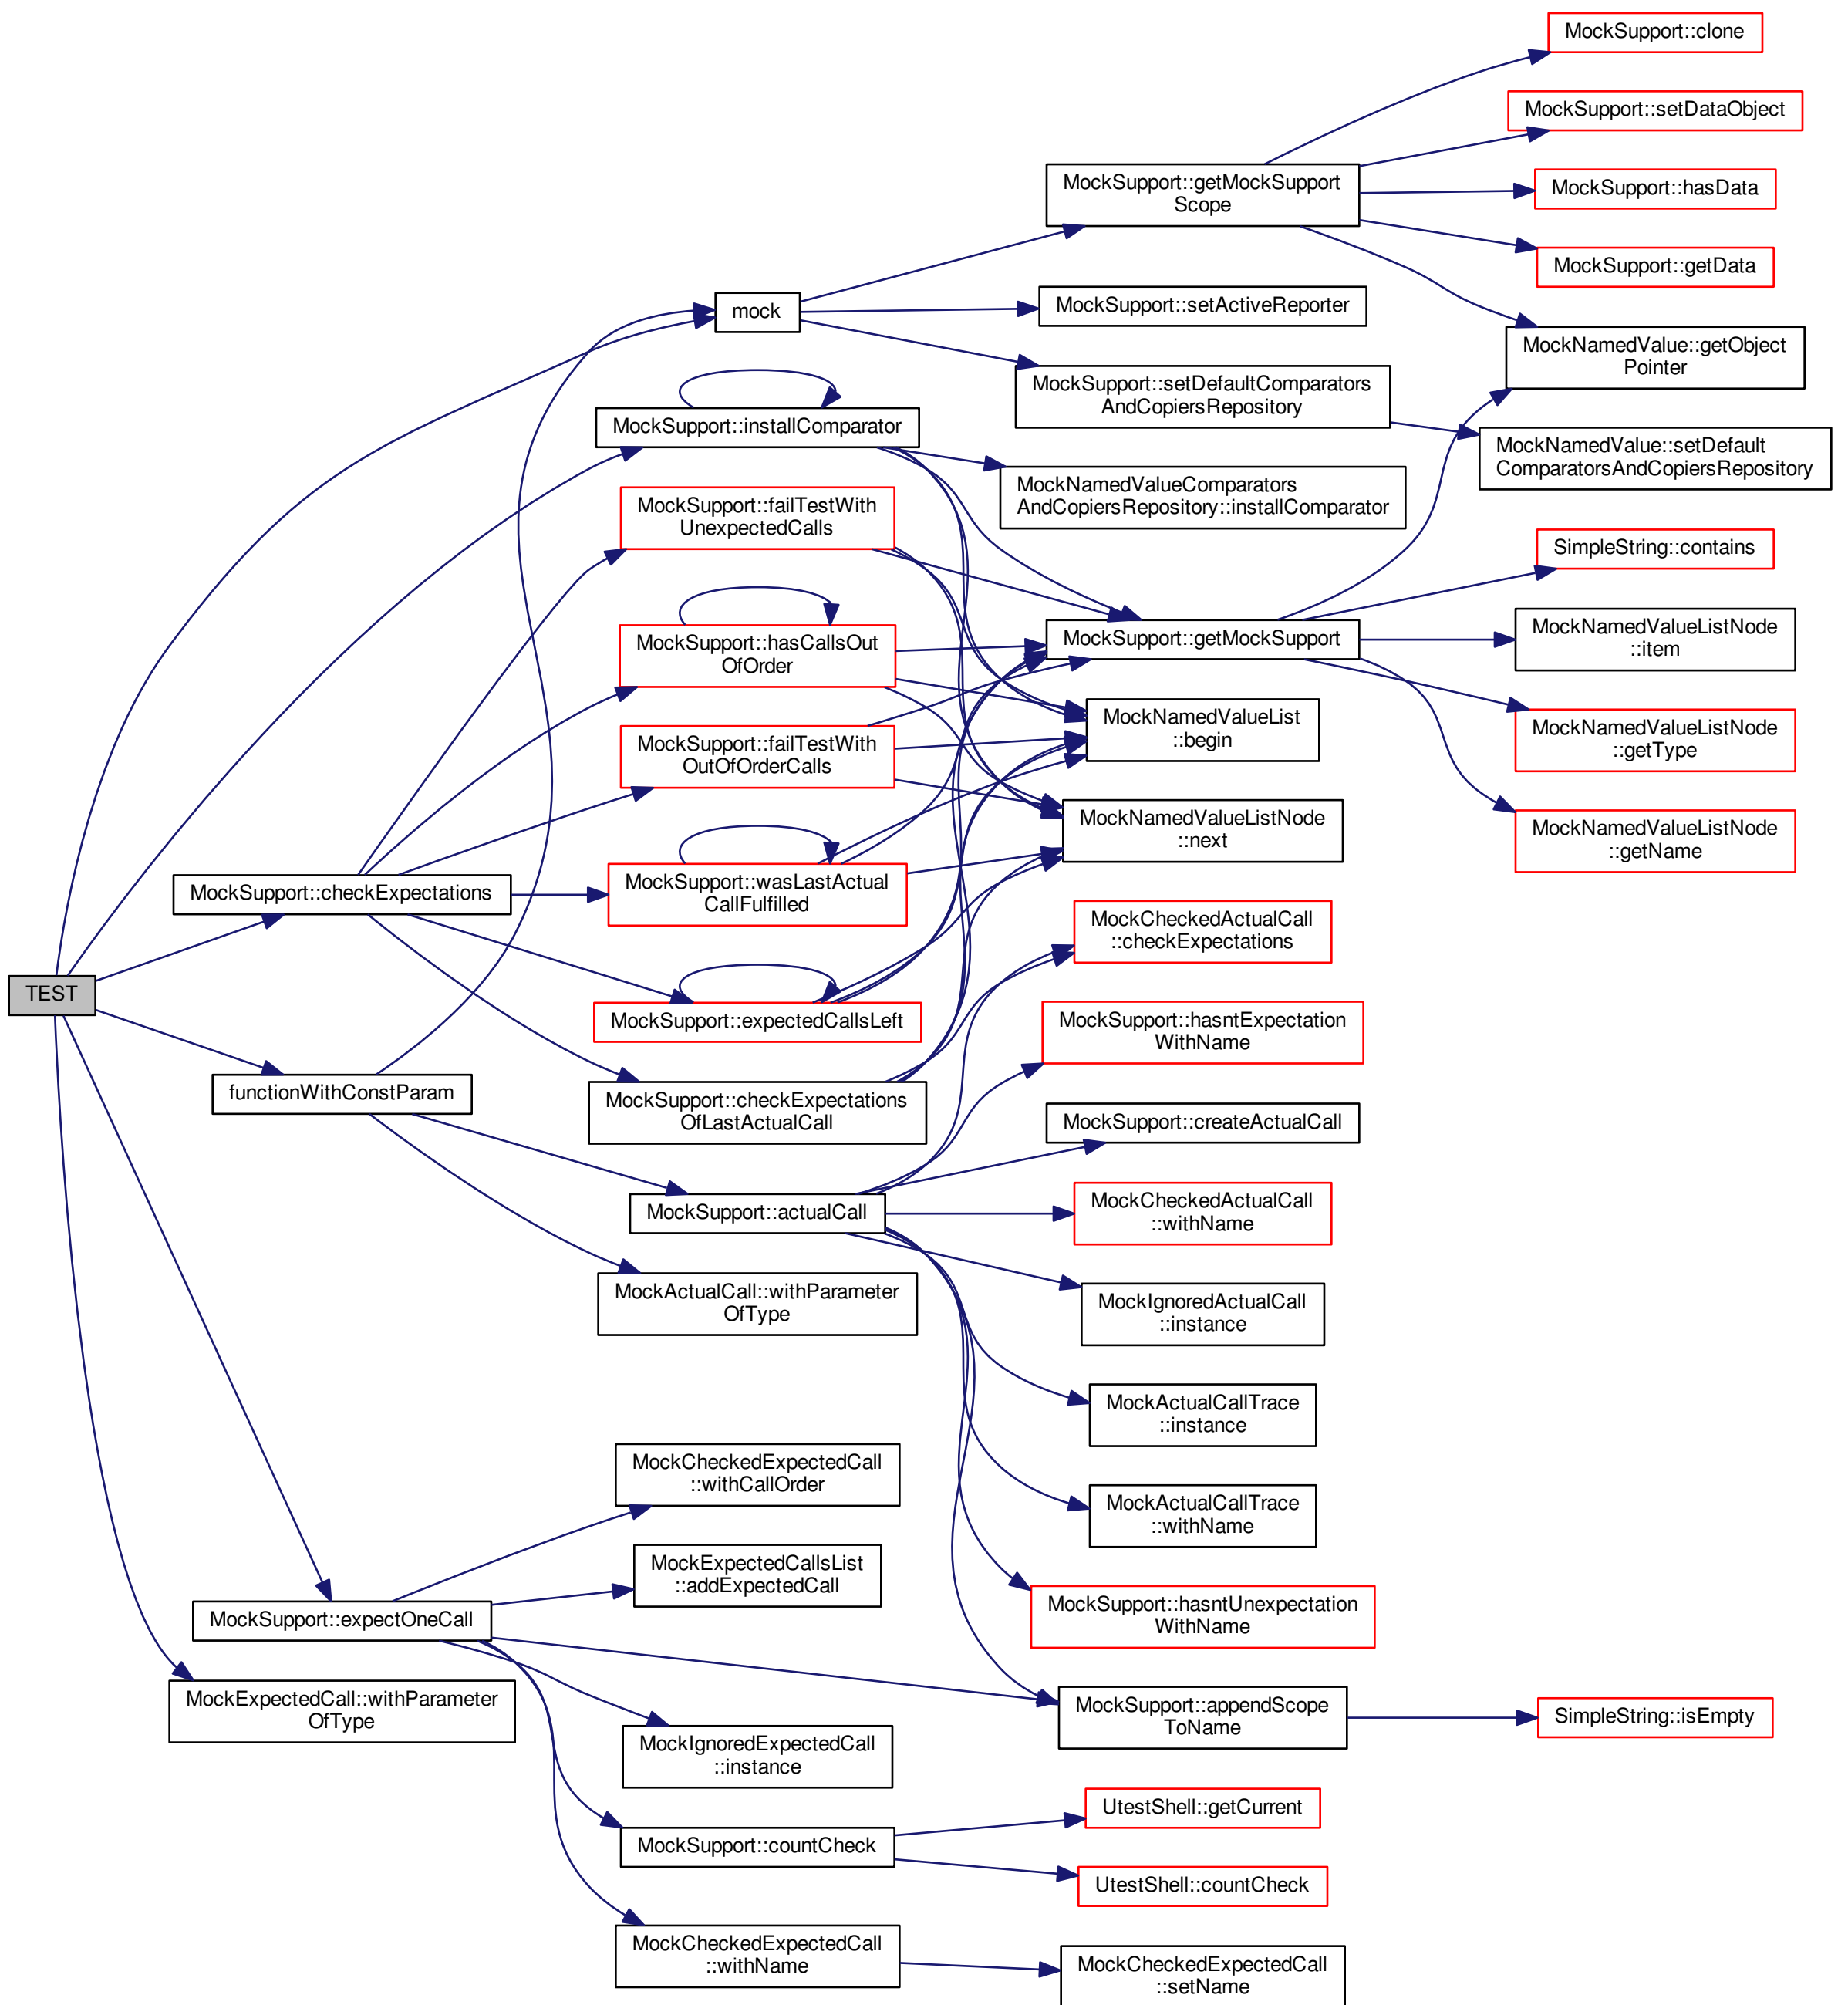 MockSupport::clone
MockSupport::setDataObject
MockSupport::getMockSupport
Scope
MockSupport::hasData
MockSupport::getData
mock
MockSupport::setActiveReporter
MockNamedValue::getObject
Pointer
MockSupport::setDefaultComparators
AndCopiersRepository
MockSupport::installComparator
MockNamedValue::setDefault
ComparatorsAndCopiersRepository
MockNamedValueComparators
AndCopiersRepository::installComparator
MockSupport::failTestWith
UnexpectedCalls
SimpleString::contains
MockSupport::hasCallsOut
OfOrder
MockSupport::getMockSupport
MockNamedValueListNode
::item
MockNamedValueList
::begin
MockSupport::failTestWith
OutOfOrderCalls
MockNamedValueListNode
::getType
MockNamedValueListNode
::next
MockNamedValueListNode
::getName
MockSupport::checkExpectations
MockSupport::wasLastActual
CallFulfilled
MockCheckedActualCall
::checkExpectations
TEST
MockSupport::expectedCallsLeft
MockSupport::hasntExpectation
WithName
functionWithConstParam
MockSupport::checkExpectations
OfLastActualCall
MockSupport::createActualCall
MockSupport::actualCall
MockCheckedActualCall
::withName
MockActualCall::withParameter
OfType
MockIgnoredActualCall
::instance
MockActualCallTrace
::instance
MockCheckedExpectedCall
::withCallOrder
MockActualCallTrace
::withName
MockExpectedCallsList
::addExpectedCall
MockSupport::expectOneCall
MockSupport::hasntUnexpectation
WithName
MockExpectedCall::withParameter
OfType
MockSupport::appendScope
ToName
SimpleString::isEmpty
MockIgnoredExpectedCall
::instance
UtestShell::getCurrent
MockSupport::countCheck
UtestShell::countCheck
MockCheckedExpectedCall
::withName
MockCheckedExpectedCall
::setName